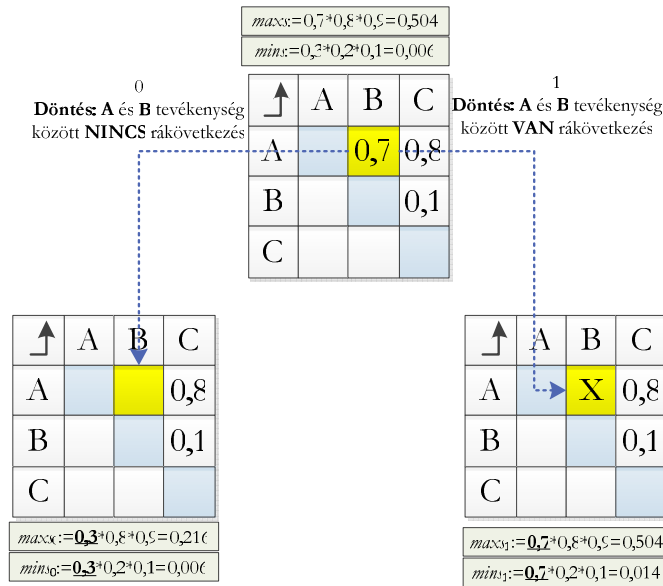 maxs:=0,7*0,8*0,9=0,504
mins:=0,3*0,2*0,1=0,006
0
Döntés: A és B tevékenység
között NINCS rákövetkezés
1
Döntés: A és B tevékenység
között VAN rákövetkezés
A B C
A 0,7 0,8
B 0,1
C
A B C
A 0,8
B 0,1
C
maxs₀:=0,3*0,8*0,9=0,216
mins₀:=0,3*0,2*0,1=0,006
A B C
A X 0,8
B 0,1
C
maxs₁:=0,7*0,8*0,9=0,504
mins₁:=0,7*0,2*0,1=0,014